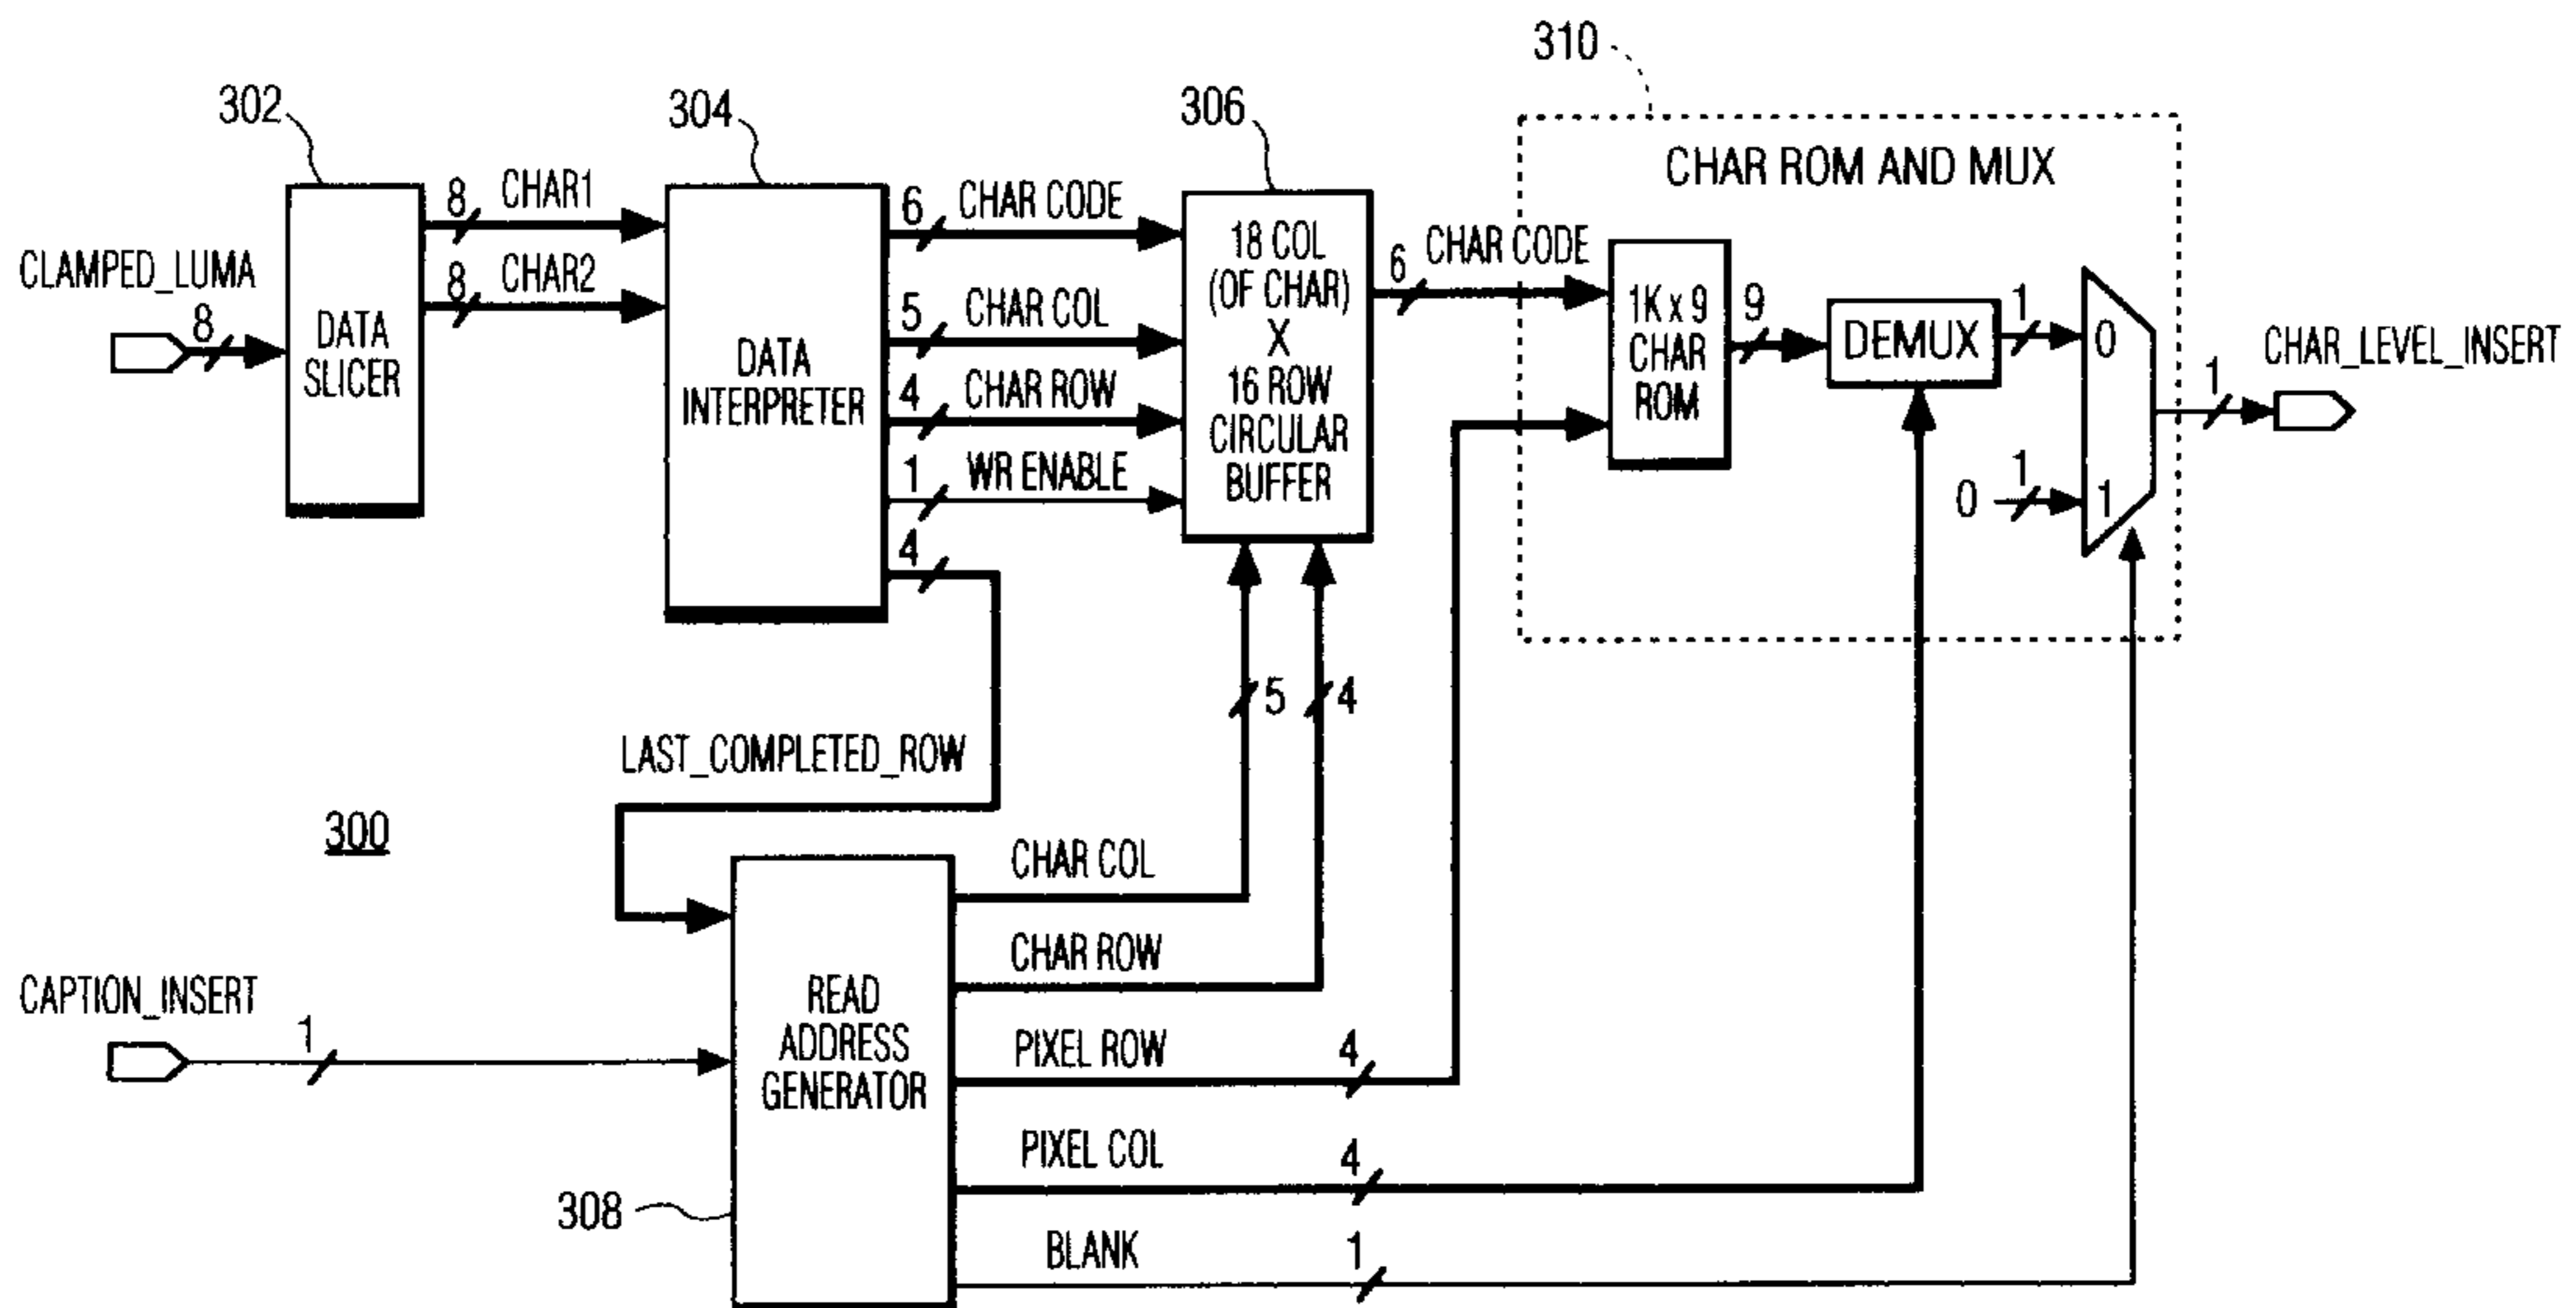 310
302
304
306
CHAR ROM AND MUX
8 CHAR1
8 CHAR2
CLAMPED_LUMA
8
DATA
SLICER
DATA
INTERPRETER
6 CHAR CODE
5 CHAR COL
4 CHAR ROW
1 WR ENABLE
4
18 COL
(OF CHAR)
X
16 ROW
CIRCULAR
BUFFER
6 CHAR CODE
1K x 9
CHAR
ROM
9
DEMUX
1
0
0 1
1
1
CHAR_LEVEL_INSERT
5
4
LAST_COMPLETED_ROW
300
CAPTION_INSERT
1
READ
ADDRESS
GENERATOR
308
CHAR COL
CHAR ROW
PIXEL ROW 4
PIXEL COL 4
BLANK 1